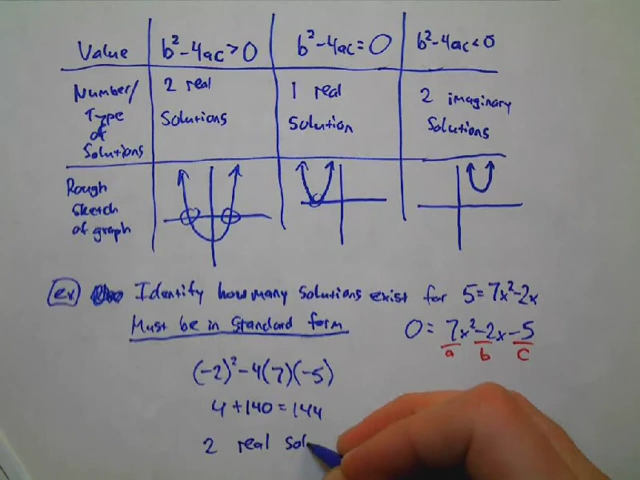 Value b²-4ac>0 b²-4ac=0 b²-4ac<0
Number/ 2 real 1 real 2 imaginary
Type Solutions Solution Solutions
of
Solutions
Rough
sketch
of graph
ex Identify how many solutions exist for 5=7x²-2x
Must be in Standard form 0=7x²-2x-5
a b c
(-2)²-4(7)(-5)
4+140=144
2 real sol